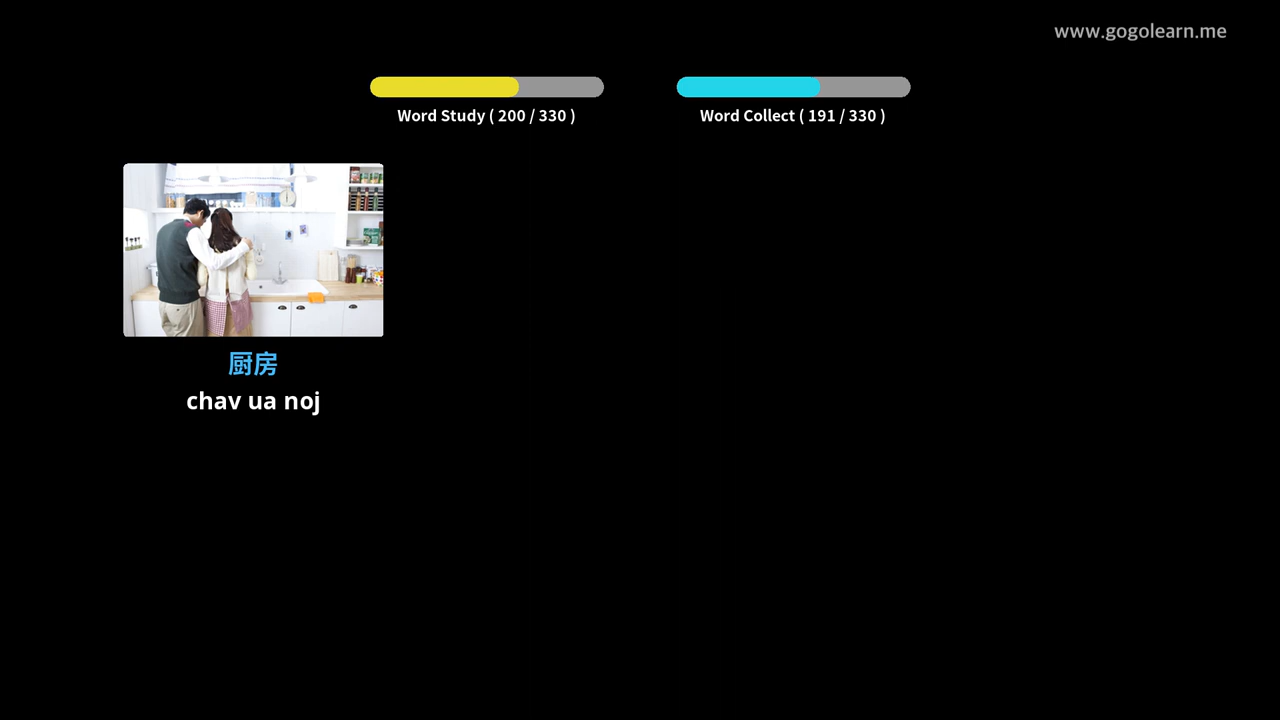 www.gogolearn.me
Word Study ( 200 / 330 )
Word Collect ( 191 / 330 )
厨房
chav ua noj